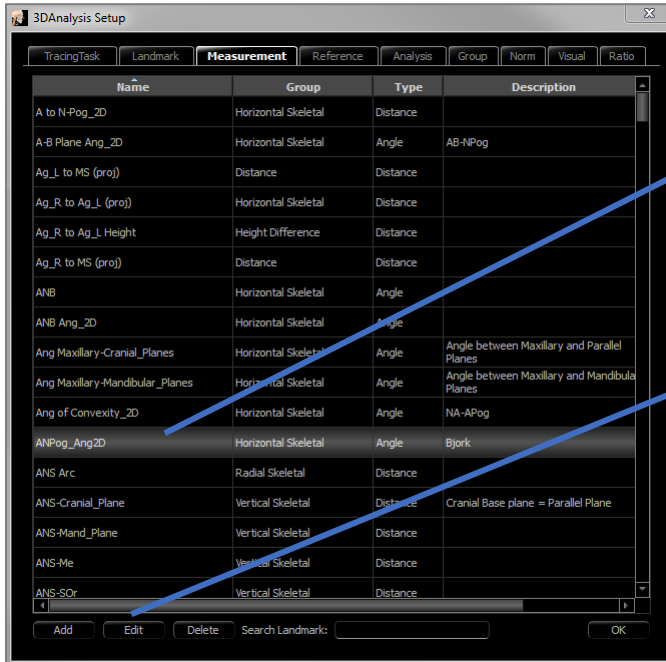 3DAnalysis Setup
TracingTask Landmark Measurement Reference Analysis Group Norm Visual Ratio
Name Group Type Description
A to N-Pog_2D Horizontal Skeletal Distance
A-B Plane Ang_2D Horizontal Skeletal Angle AB-NPog
Ag_L to MS (proj) Distance Distance
Ag_R to Ag_L (proj) Horizontal Skeletal Distance
Ag_R to Ag_L Height Height Difference Distance
Ag_R to MS (proj) Distance Distance
ANB Horizontal Skeletal Angle
ANB Ang_2D Horizontal Skeletal Angle
Ang Maxillary-Cranial_Planes Horizontal Skeletal Angle Angle between Maxillary and Parallel
Planes
Ang Maxillary-Mandibular_Planes Horizontal Skeletal Angle Angle between Maxillary and Mandibula
Planes
Ang of Convexity_2D Horizontal Skeletal Angle NA-APog
ANPog_Ang2D Horizontal Skeletal Angle Bjork
ANS Arc Radial Skeletal Distance
ANS-Cranial_Plane Vertical Skeletal Distance Cranial Base plane = Parallel Plane
ANS-Mand_Plane Vertical Skeletal Distance
ANS-Me Vertical Skeletal Distance
ANS-SOr Vertical Skeletal Distance
Add Edit Delete Search Landmark: OK